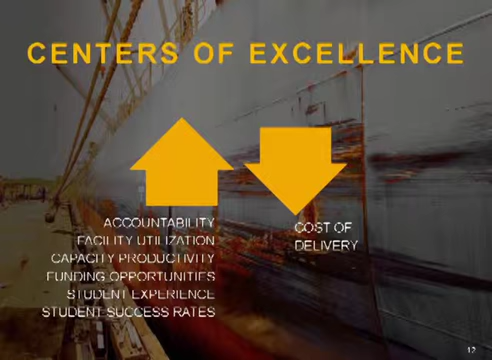 CENTERS OF EXCELLENCE
ACCOUNTABILITY
FACILITY UTILIZATION
CAPACITY PRODUCTIVITY
FUNDING OPPORTUNITIES
STUDENT EXPERIENCE
STUDENT SUCCESS RATES
COST OF
DELIVERY
12